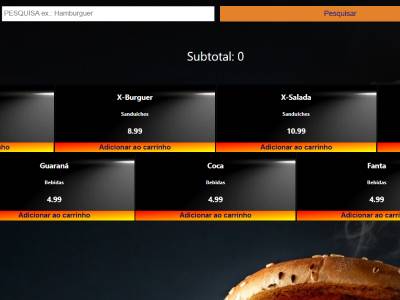 PESQUISA ex.. Hamburguer
Pesquisar
Subtotal: 0
X-Burguer
X-Salada
Sanduíches
Sanduíches
8.99
10.99
Adicionar ao carrinho
Adicionar ao carrinho
Guaraná
Coca
Fanta
Bebidas
Bebidas
Bebidas
4.99
4.99
4.99
Adicionar ao carrinho
Adicionar ao carrinho
Adicionar ao